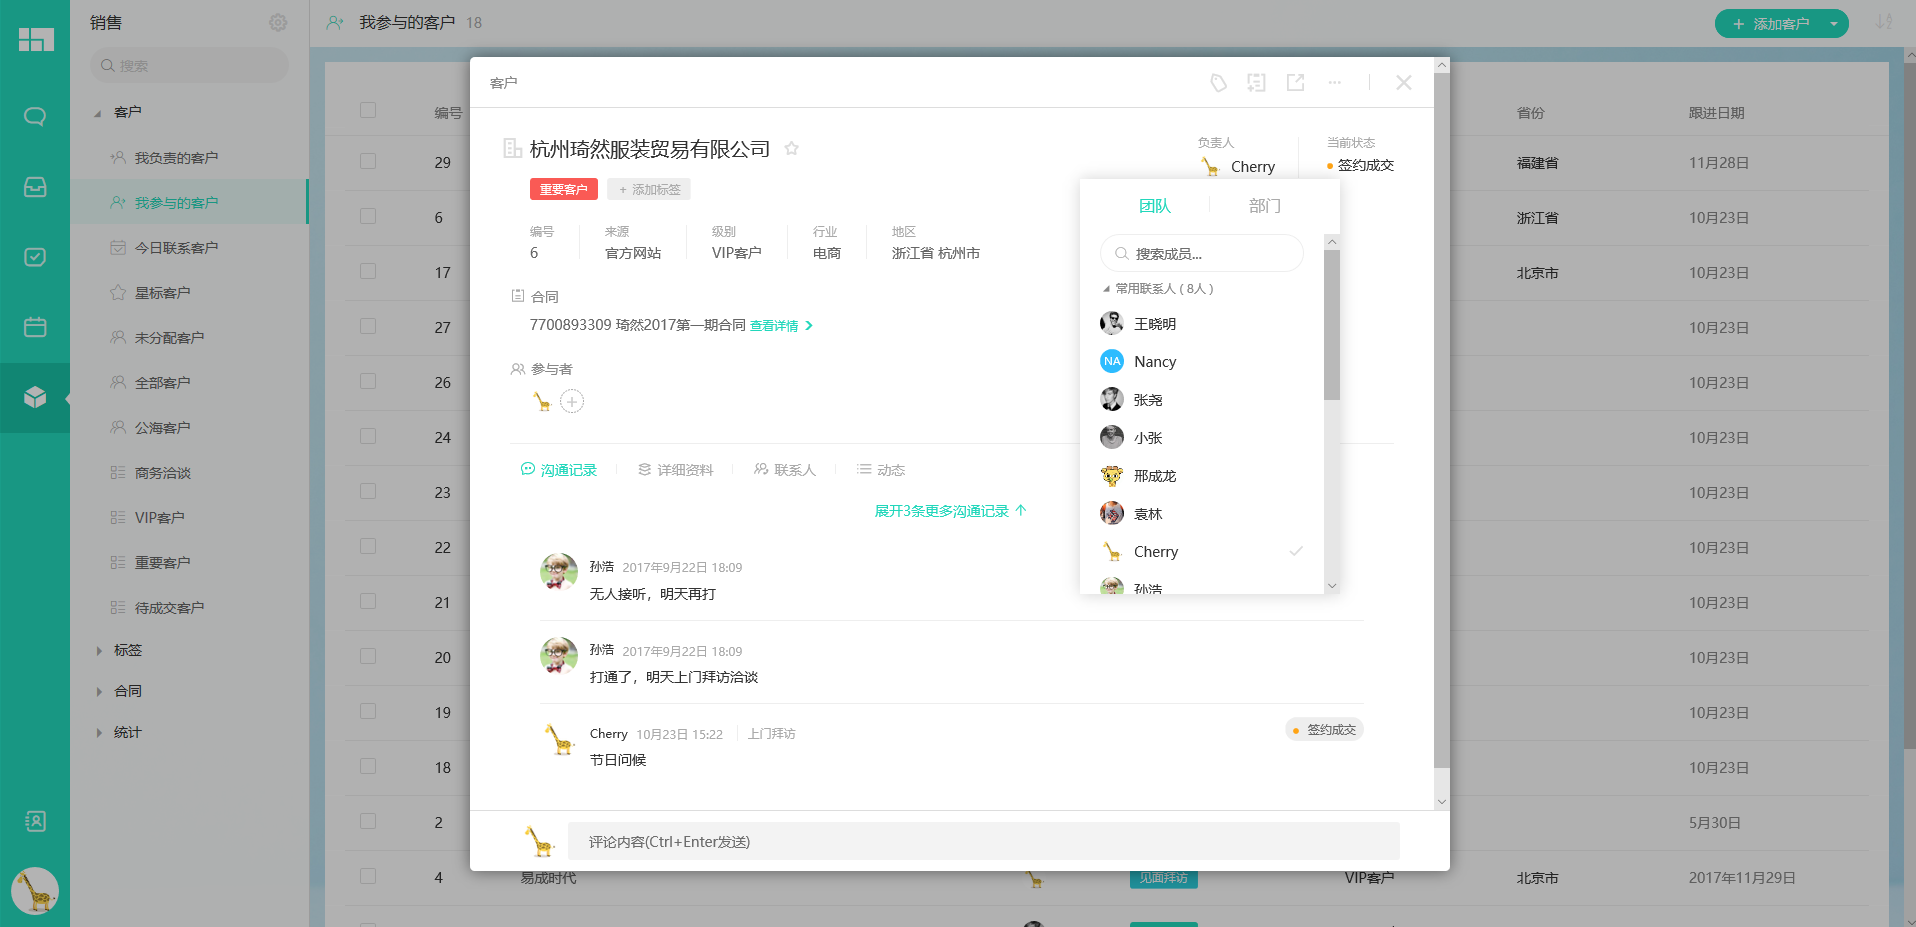 销售
搜索
客户
我负责的客户
我参与的客户
今日联系客户
星标客户
未分配客户
全部客户
公海客户
商务洽谈
VIP客户
重要客户
待成交客户
标签
合同
统计
我参与的客户 18
+ 添加客户
编号
省份
跟进日期
29
福建省
11月28日
6
浙江省
10月23日
17
北京市
10月23日
27
10月23日
26
10月23日
24
10月23日
23
10月23日
22
10月23日
21
10月23日
20
10月23日
19
10月23日
18
10月23日
2
5月30日
4
易成时代
见面拜访
VIP客户
北京市
2017年11月29日
客户
杭州琦然服装贸易有限公司
重要客户
+ 添加标签
负责人
Cherry
当前状态
签约成交
编号
6
来源
官方网站
级别
VIP客户
行业
电商
地区
浙江省 杭州市
合同
7700893309 琦然2017第一期合同 查看详情
参与者
沟通记录
详细资料
联系人
动态
展开3条更多沟通记录
孙浩 2017年9月22日 18:09
无人接听，明天再打
孙浩 2017年9月22日 18:09
打通了，明天上门拜访洽谈
Cherry 10月23日 15:22 上门拜访
签约成交
节日问候
评论内容(Ctrl+Enter发送)
团队
部门
搜索成员...
常用联系人 ( 8人 )
王晓明
NA
Nancy
张尧
小张
邢成龙
袁林
Cherry
孙浩